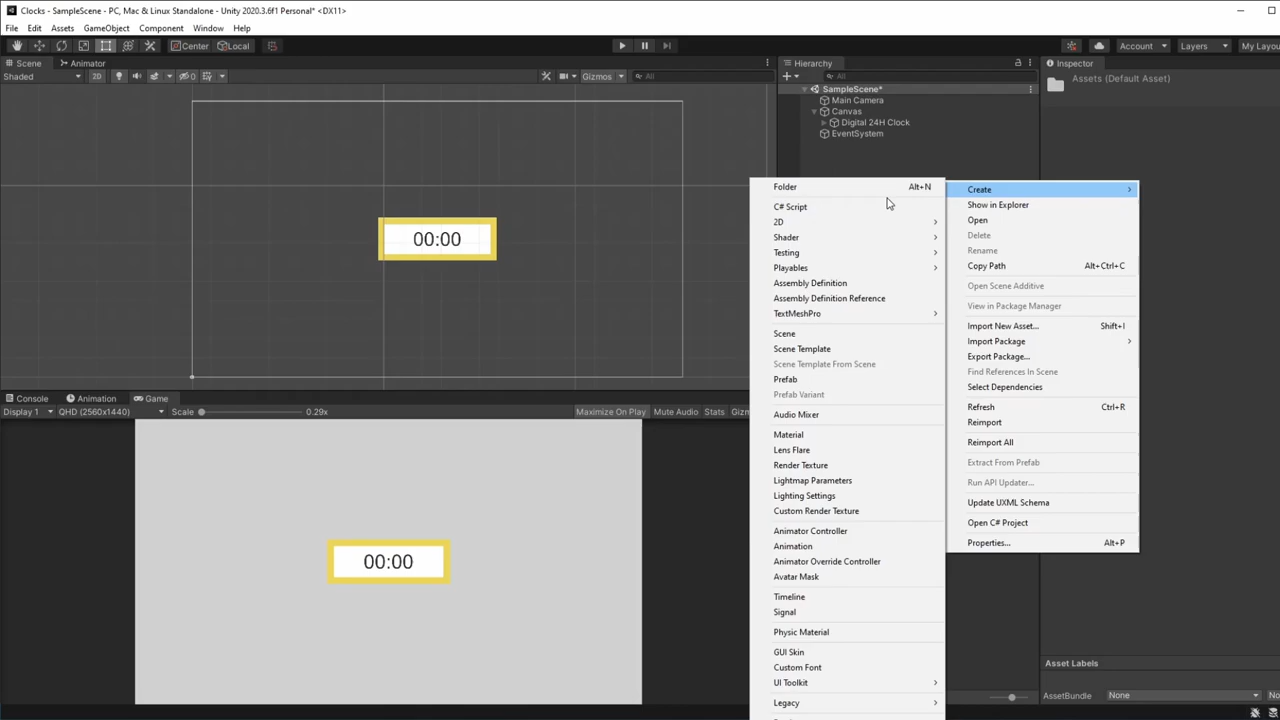 Clocks - SampleScene - PC, Mac & Linux Standalone - Unity 2020.3.6f1 Personal* <DX11>
File Edit Assets GameObject Component Window Help
Center Local Account Layers My Layou
Scene Animator
Shaded 2D 0 Gizmos All
00:00
Hierarchy
All
SampleScene*
Main Camera
Canvas
Digital 24H Clock
EventSystem
Inspector
Assets (Default Asset)
Folder Alt+N
C# Script
2D
Shader
Testing
Playables
Assembly Definition
Assembly Definition Reference
TextMeshPro
Scene
Scene Template
Scene Template From Scene
Prefab
Prefab Variant
Audio Mixer
Material
Lens Flare
Render Texture
Lightmap Parameters
Lighting Settings
Custom Render Texture
Animator Controller
Animation
Animator Override Controller
Avatar Mask
Timeline
Signal
Physic Material
GUI Skin
Custom Font
UI Toolkit
Legacy
Create
Show in Explorer
Open
Delete
Rename
Copy Path Alt+Ctrl+C
Open Scene Additive
View in Package Manager
Import New Asset... Shift+I
Import Package
Export Package...
Find References In Scene
Select Dependencies
Refresh Ctrl+R
Reimport
Reimport All
Extract From Prefab
Run API Updater...
Update UXML Schema
Open C# Project
Properties... Alt+P
Console Animation Game
Display 1 QHD (2560x1440) Scale 0.29x Maximize On Play Mute Audio Stats Gizm
00:00
Asset Labels
AssetBundle None No